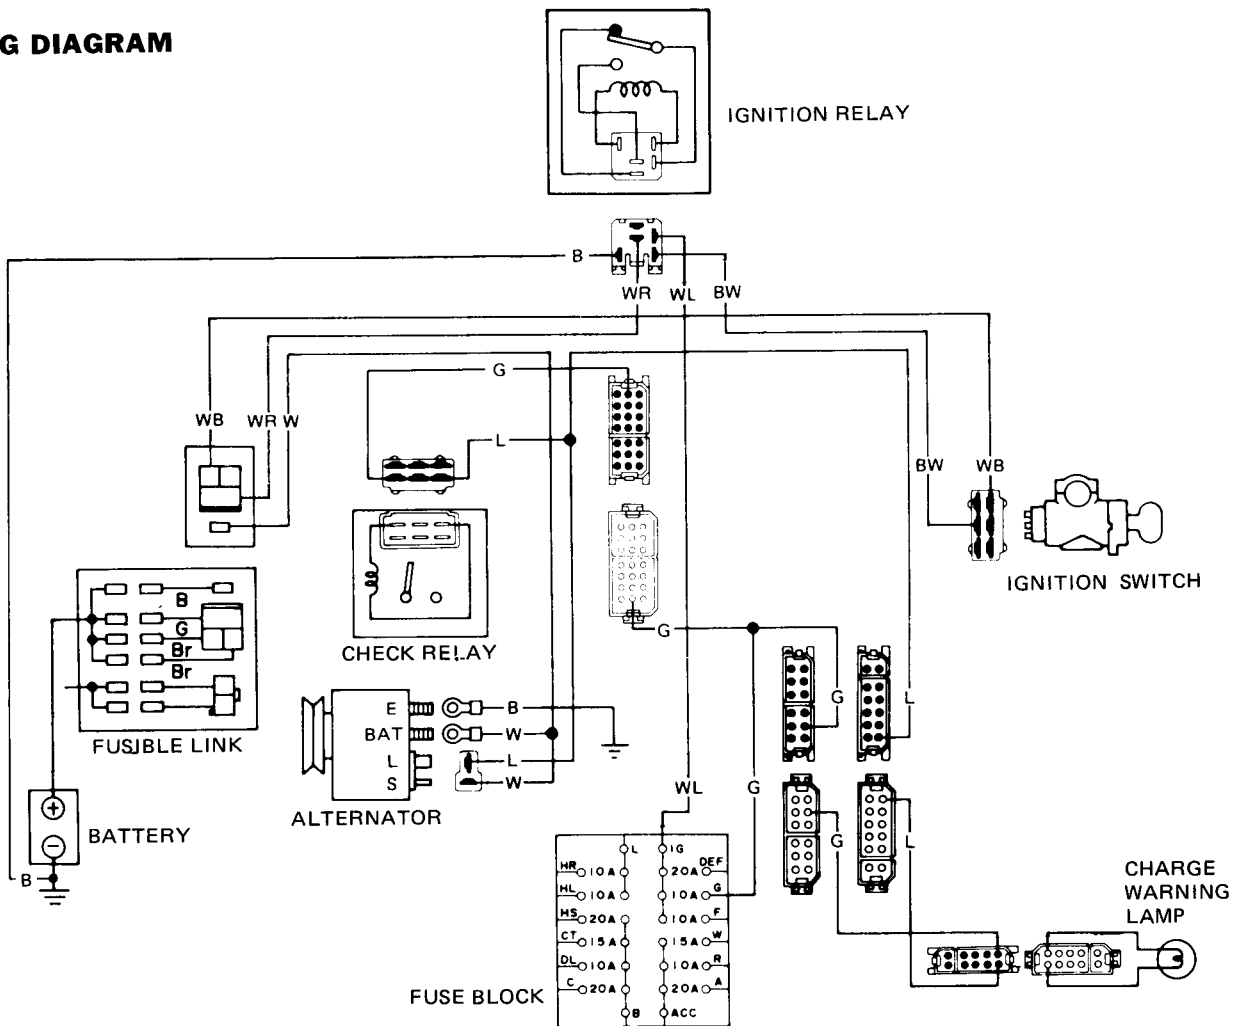 G DIAGRAM
IGNITION RELAY
B
WR
WL
BW
G
WB
WR
W
L
BW
WB
IGNITION SWITCH
B
G
Br
Br
FUSIBLE LINK
CHECK RELAY
G
G
L
E
B
BAT
W
L
L
S
W
ALTERNATOR
WL
G
BATTERY
B
G
L
CHARGE
WARNING
LAMP
L
IG
HR
10A
20A
DEF
HL
10A
10A
G
HS
20A
10A
F
CT
15A
15A
W
DL
10A
10A
R
C
20A
20A
A
B
ACC
FUSE BLOCK